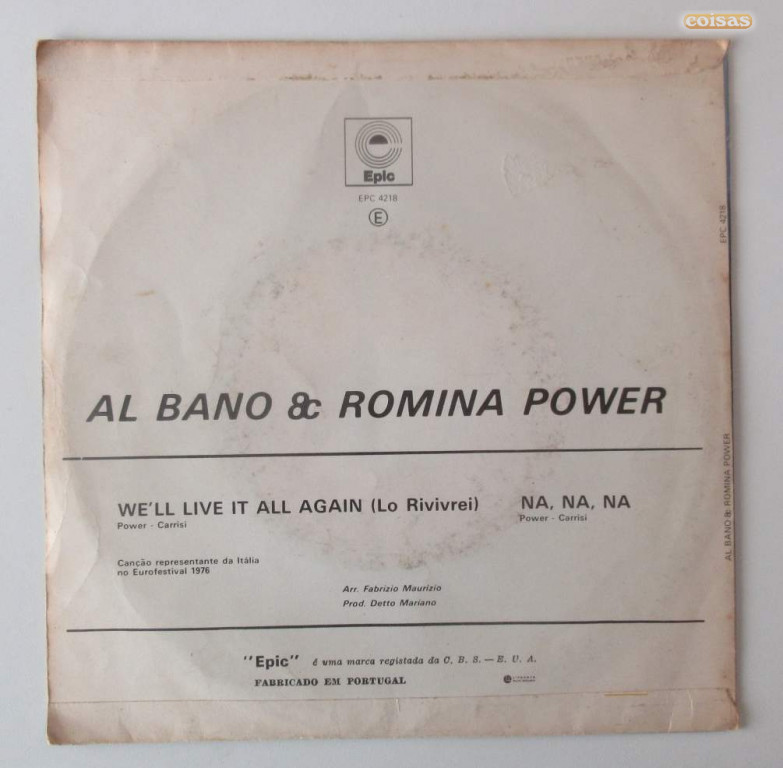 coisas
Epic
EPC 4218
E
EPC 4218
AL BANO & ROMINA POWER
WE'LL LIVE IT ALL AGAIN (Lo Rivivrei)
Power - Carrisi
NA, NA, NA
Power - Carrisi
Canção representante da Itália
no Eurofestival 1976
Arr. Fabrizio Maurizio
Prod. Detto Mariano
AL BANO & ROMINA POWER
"Epic" é uma marca registada da C. B. S. — E. U. A.
FABRICADO EM PORTUGAL